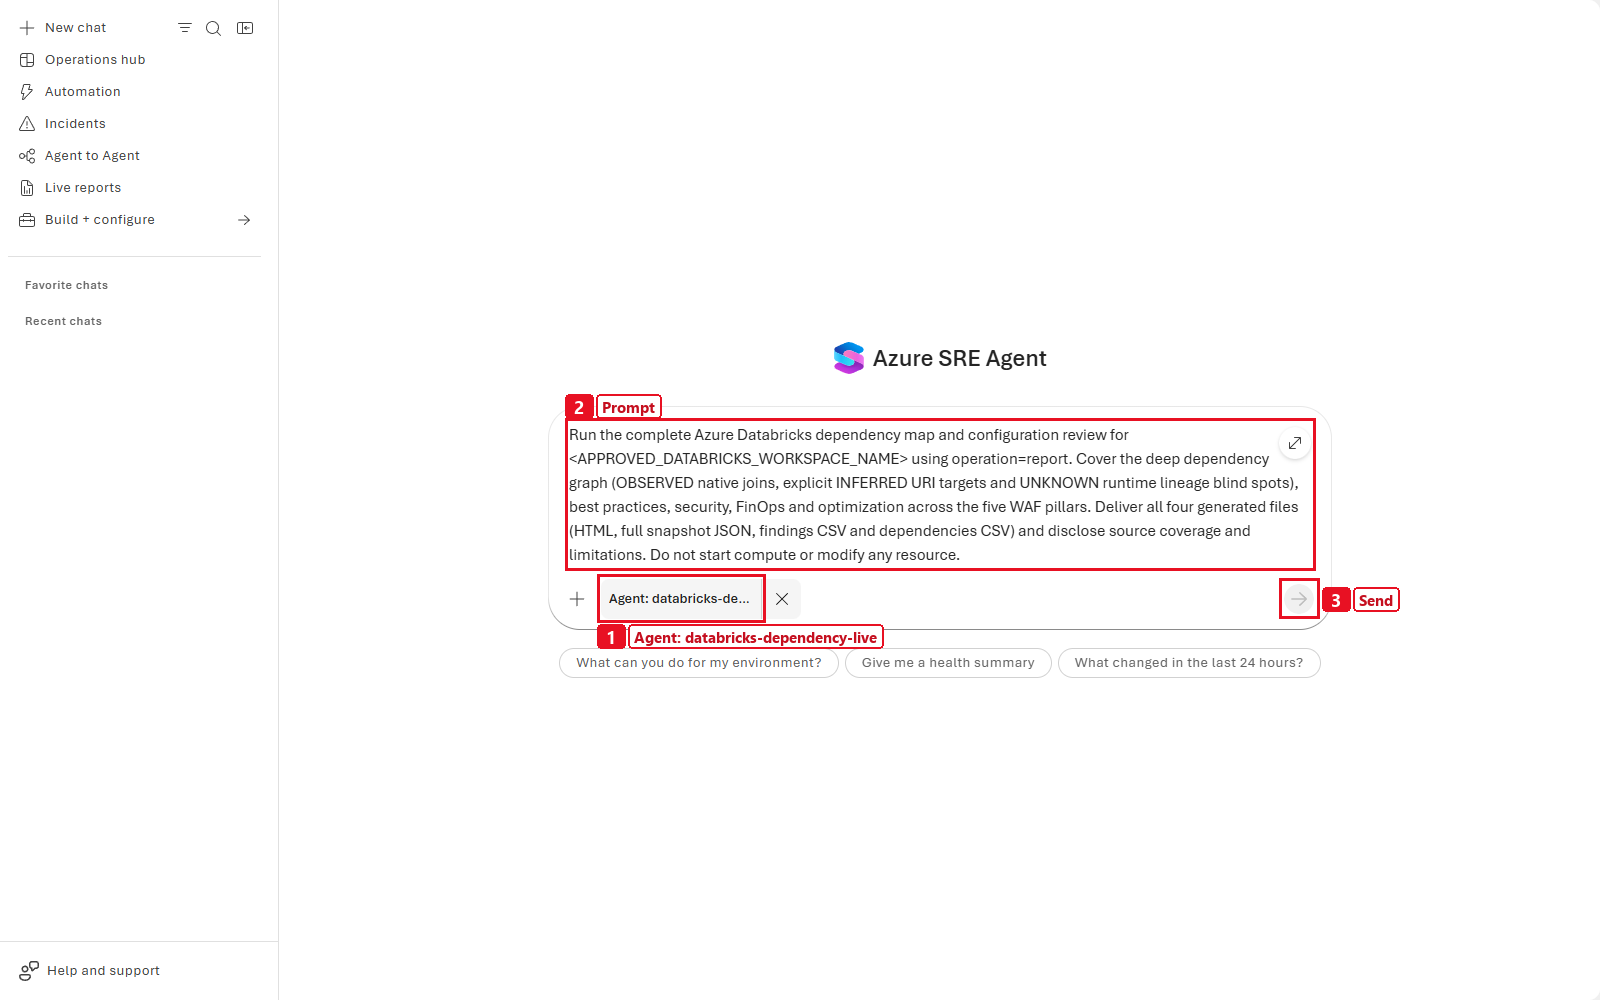 New chat
Operations hub
Automation
Incidents
Agent to Agent
Live reports
Build + configure
Favorite chats
Recent chats
Help and support
Azure SRE Agent
2 Prompt
Run the complete Azure Databricks dependency map and configuration review for
<APPROVED_DATABRICKS_WORKSPACE_NAME> using operation=report. Cover the deep dependency
graph (OBSERVED native joins, explicit INFERRED URI targets and UNKNOWN runtime lineage blind spots),
best practices, security, FinOps and optimization across the five WAF pillars. Deliver all four generated files
(HTML, full snapshot JSON, findings CSV and dependencies CSV) and disclose source coverage and
limitations. Do not start compute or modify any resource.
Agent: databricks-de...
3 Send
1 Agent: databricks-dependency-live
What can you do for my environment?
Give me a health summary
What changed in the last 24 hours?